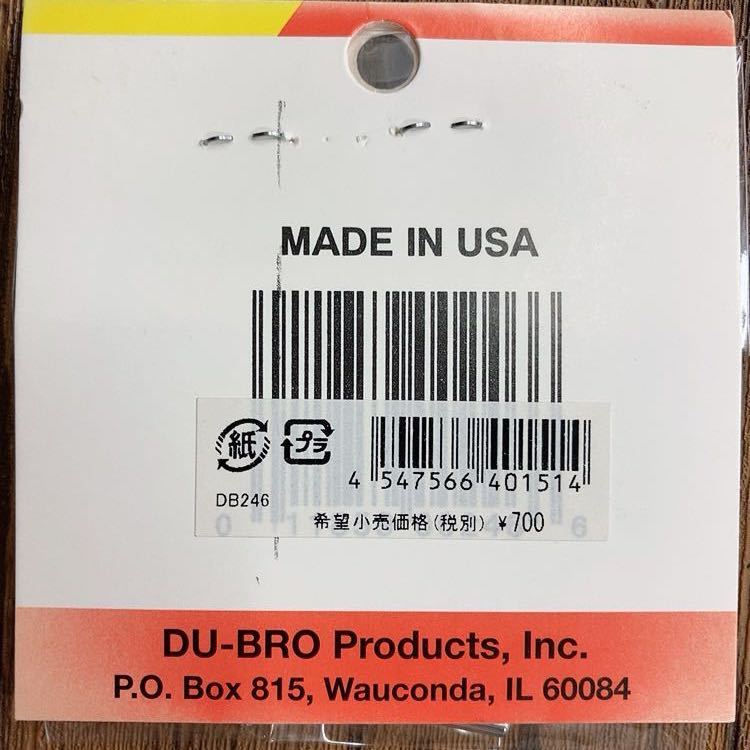 MADE IN USA
紙 プラ
4 547566 401514
DB246
希望小売価格(税別) ¥700
DU-BRO Products, Inc.
P.O. Box 815, Wauconda, IL 60084